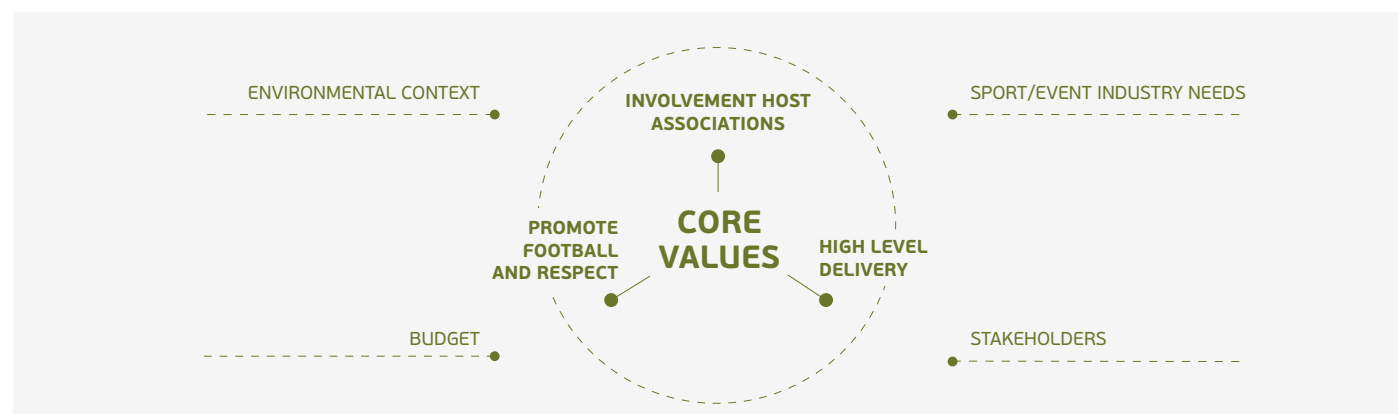 ENVIRONMENTAL CONTEXT
SPORT/EVENT INDUSTRY NEEDS
INVOLVEMENT HOST
ASSOCIATIONS
CORE
VALUES
PROMOTE
FOOTBALL
AND RESPECT
HIGH LEVEL
DELIVERY
BUDGET
STAKEHOLDERS